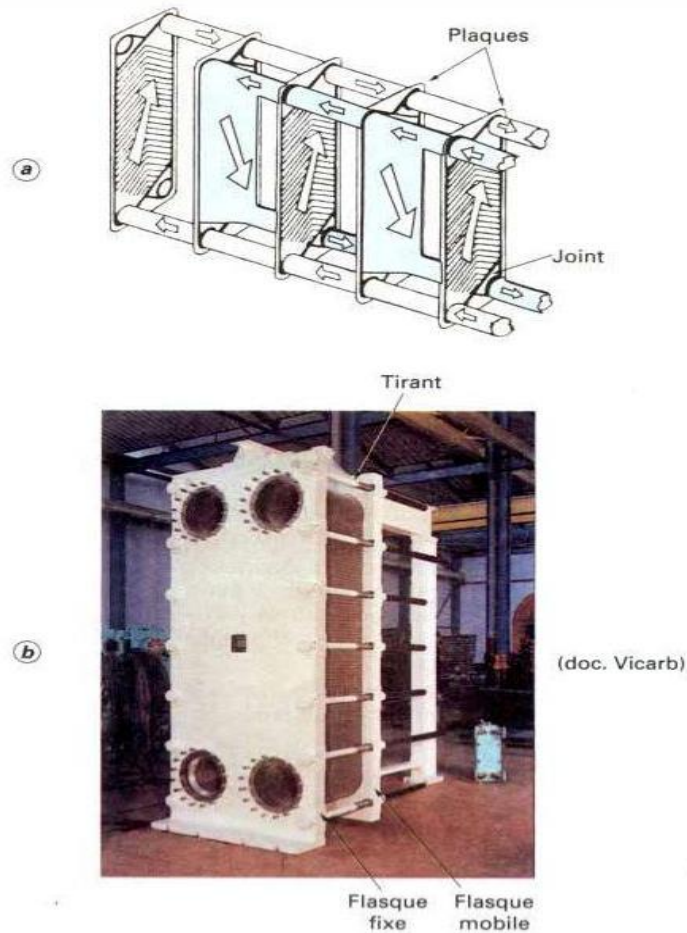 Plaques
a
Joint
Tirant
b
(doc. Vicarb)
Flasque fixe
Flasque mobile